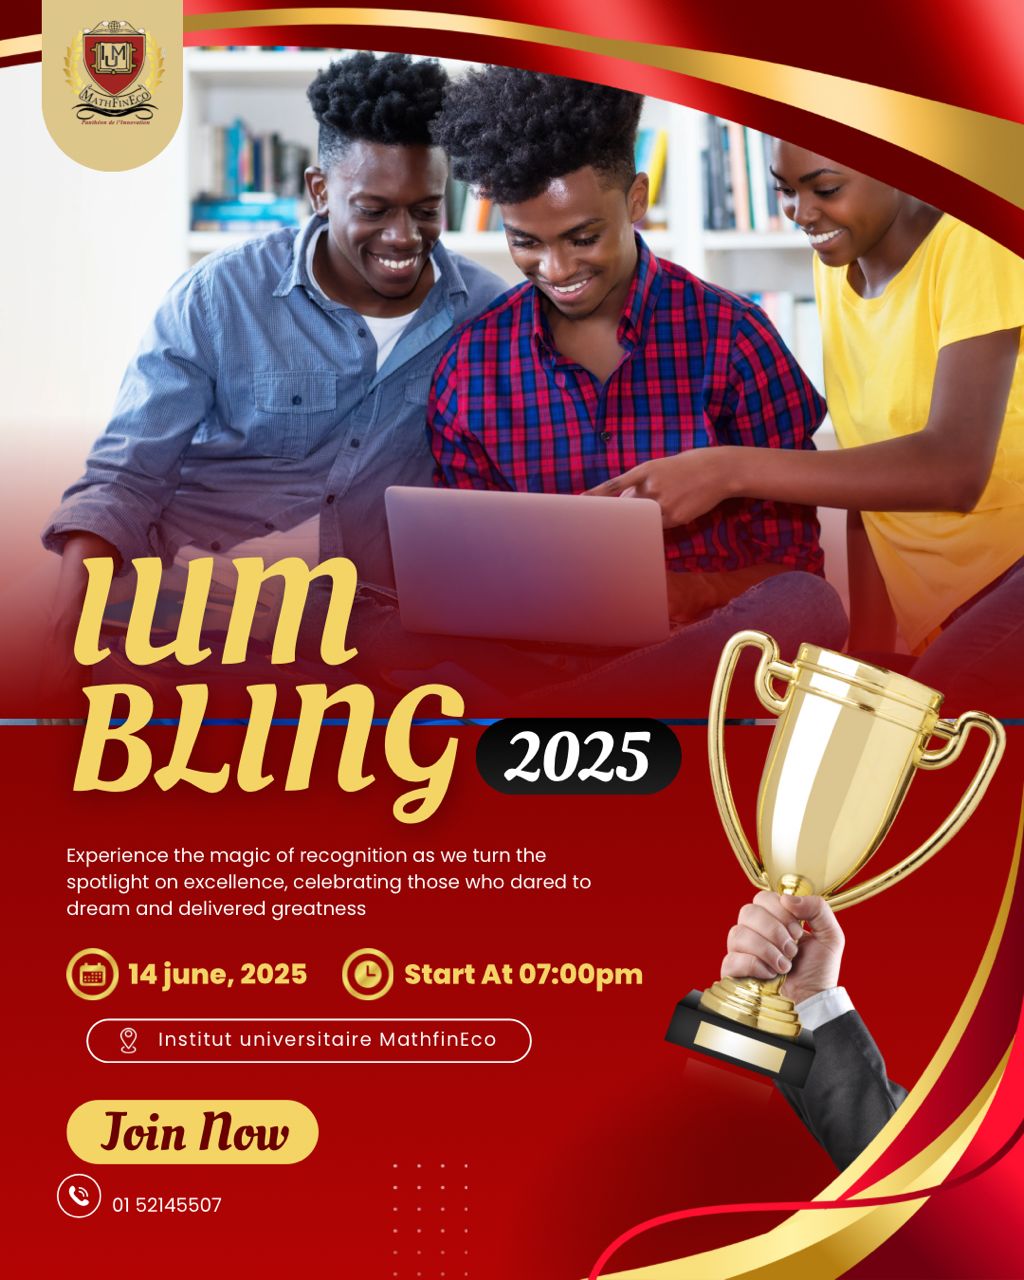 IUM
MATHFINECO
Panthéon de l'Innovation
IUM
BLING
2025
Experience the magic of recognition as we turn the
spotlight on excellence, celebrating those who dared to
dream and delivered greatness
14 june, 2025
Start At 07:00pm
Institut universitaire MathfinEco
Join Now
01 52145507